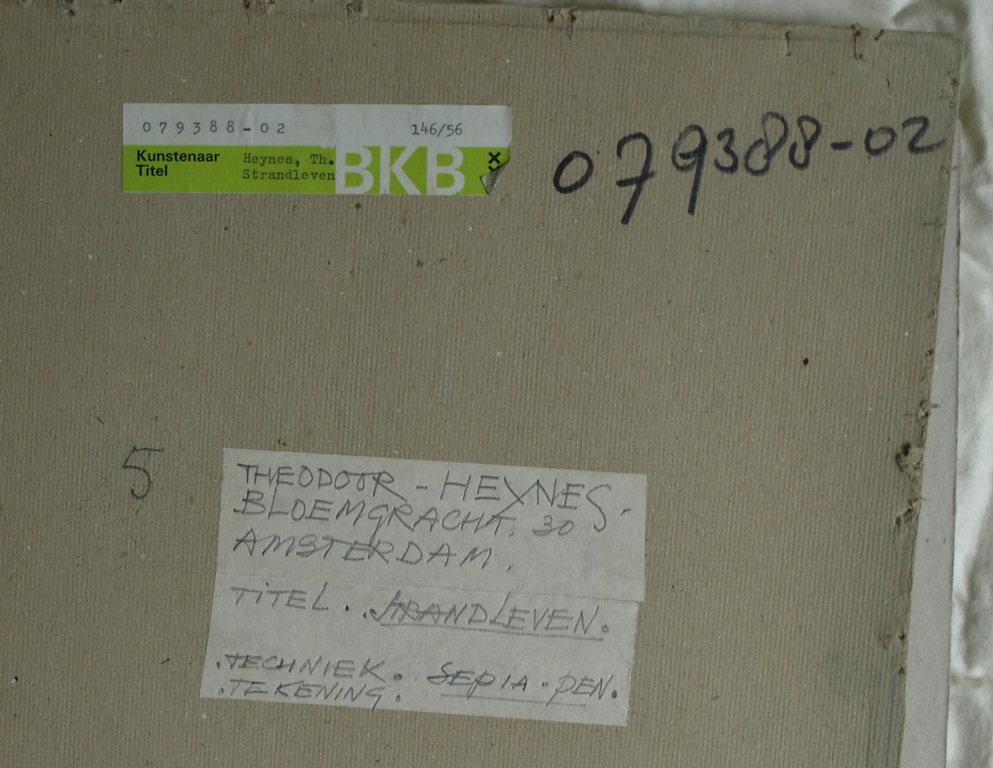 079388-02 146/56
Kunstenaar Heynes, Th.
Titel Strandleven
BKB
079388-02
5
THEODOOR - HEYNES.
BLOEMGRACHT. 30
AMSTERDAM.
TITEL. STRANDLEVEN.
.TECHNIEK. SEPIA. PEN.
.TEKENING.